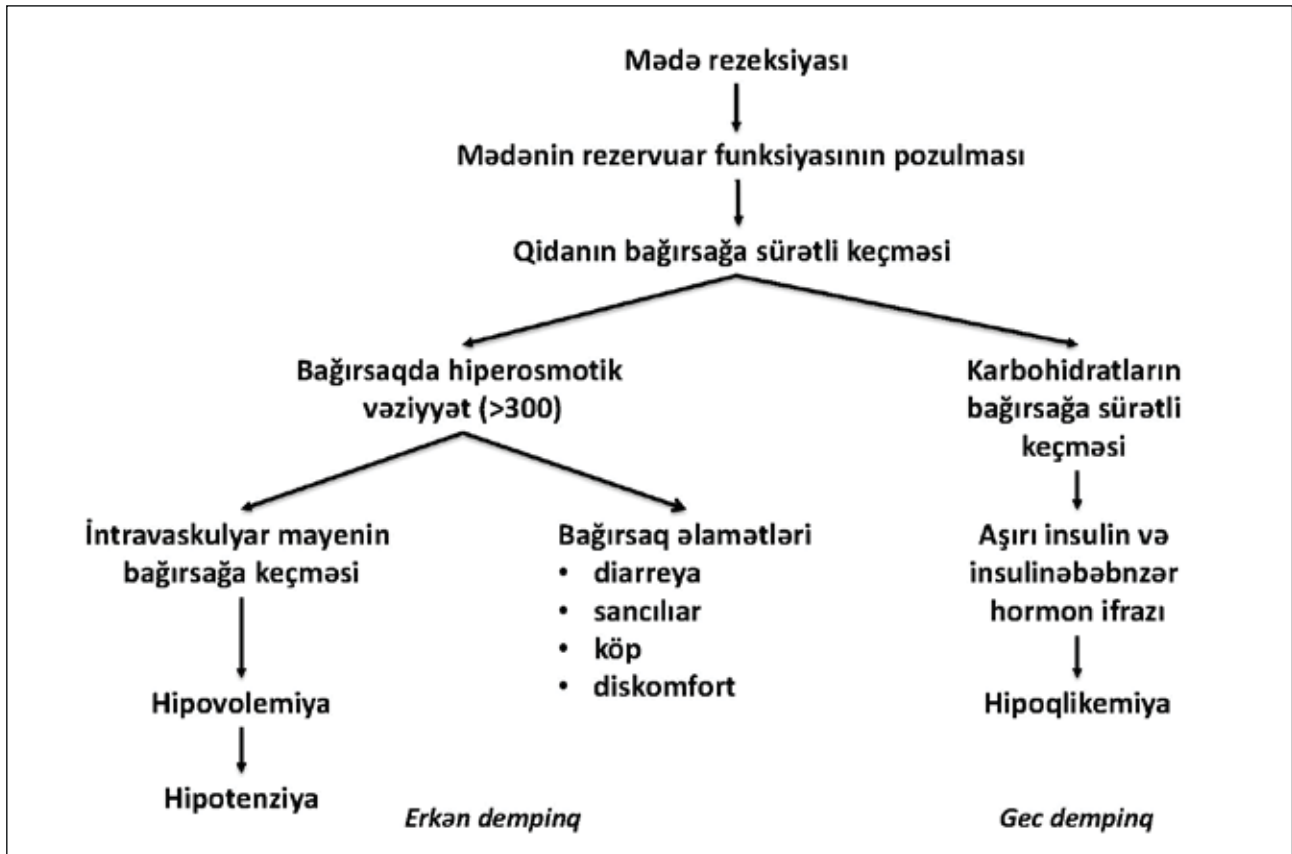 Mədə rezeksiyası
Mədənin rezervuar funksiyasının pozulması
Qidanın bağırsağa sürətli keçməsi
Bağırsaqda hiperosmotik
vəziyyət (>300)
Karbohidratların
bağırsağa sürətli
keçməsi
İntravaskulyar mayenin
bağırsağa keçməsi
Bağırsaq əlamətləri
• diarreya
• sancılıar
• köp
• diskomfort
Aşırı insulin və
insulinəbəbnzər
hormon ifrazı
Hipovolemiya
Hipoqlikemiya
Hipotenziya
Erkən dempinq
Gec dempinq